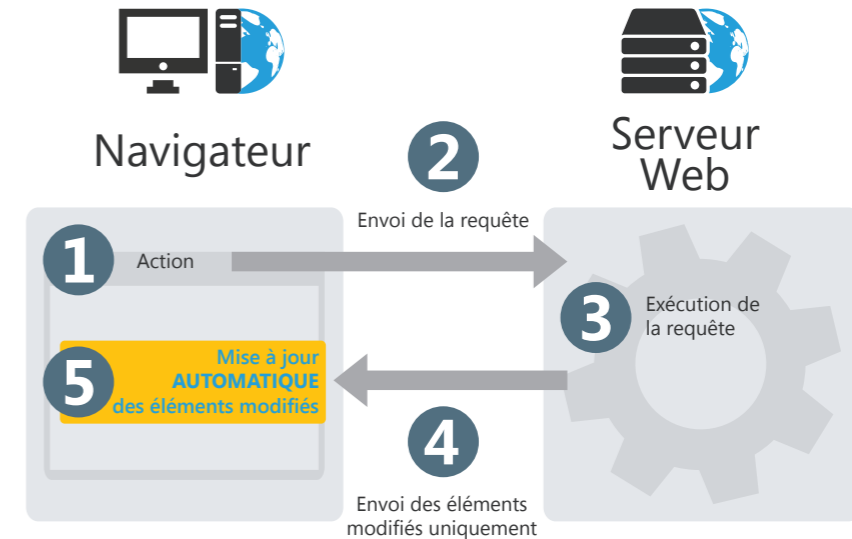 Navigateur
Serveur
Web
2
Envoi de la requête
1
Action
3
Exécution de
la requête
5
Mise à jour
AUTOMATIQUE
des éléments modifiés
4
Envoi des éléments
modifiés uniquement